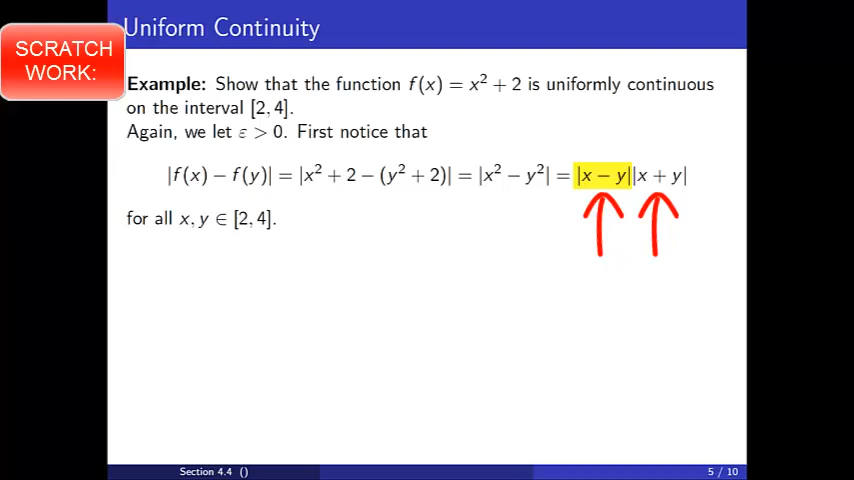 Uniform Continuity
SCRATCH
WORK:
Example: Show that the function f(x) = x² + 2 is uniformly continuous
on the interval [2, 4].
Again, we let ε > 0. First notice that
|f(x) − f(y)| = |x² + 2 − (y² + 2)| = |x² − y²| = |x − y||x + y|
for all x, y ∈ [2, 4].
Section 4.4 ()
5 / 10